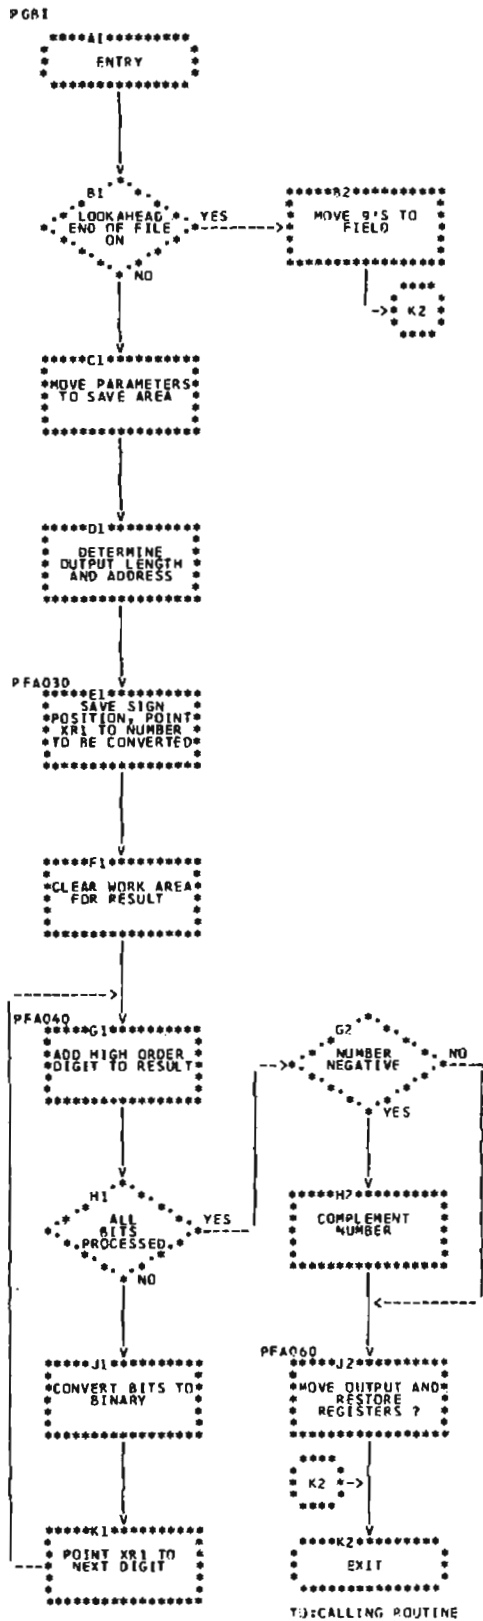 PGBI
A1
ENTRY
B1
LOOKAHEAD
END OF FILE
ON
YES
NO
B2
MOVE 9'S TO
FIELD
K2
C1
MOVE PARAMETERS
TO SAVE AREA
D1
DETERMINE
OUTPUT LENGTH
AND ADDRESS
PFA030
E1
SAVE SIGN
POSITION, POINT
XR1 TO NUMBER
TO BE CONVERTED
F1
CLEAR WORK AREA
FOR RESULT
PFA040
G1
ADD HIGH ORDER
DIGIT TO RESULT
G2
NUMBER
NEGATIVE
NO
YES
H1
ALL
BITS
PROCESSED
YES
NO
H2
COMPLEMENT
NUMBER
J1
CONVERT BITS TO
BINARY
PFA060
J2
MOVE OUTPUT AND
RESTORE
REGISTERS ?
K2
K1
POINT XR1 TO
NEXT DIGIT
K2
EXIT
TO:CALLING ROUTINE